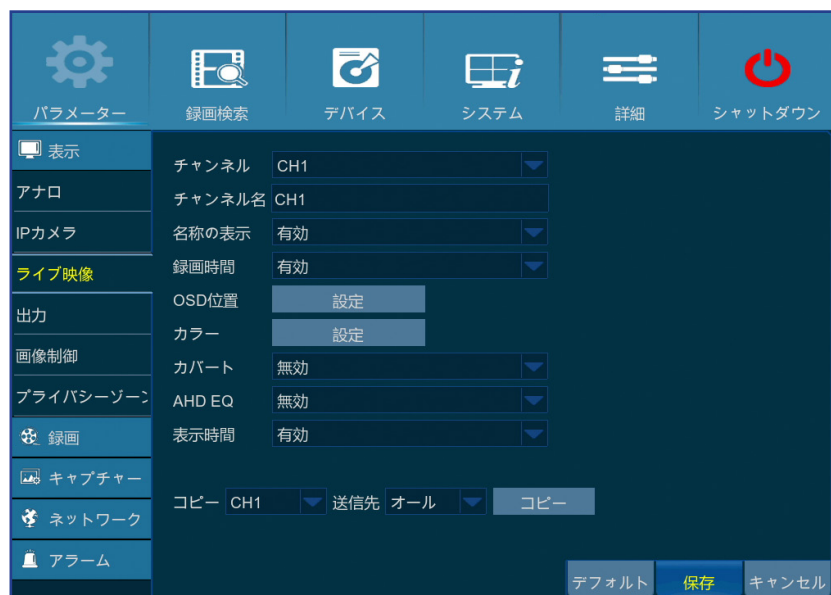 パラメーター 録画検索 デバイス システム 詳細 シャットダウン
表示
アナロ
IPカメラ
ライブ映像
出力
画像制御
プライバシーゾーン
録画
キャプチャー
ネットワーク
アラーム
チャンネル CH1
チャンネル名 CH1
名称の表示 有効
録画時間 有効
OSD位置 設定
カラー 設定
カバート 無効
AHD EQ 無効
表示時間 有効
コピー CH1 送信先 オール コピー
デフォルト 保存 キャンセル